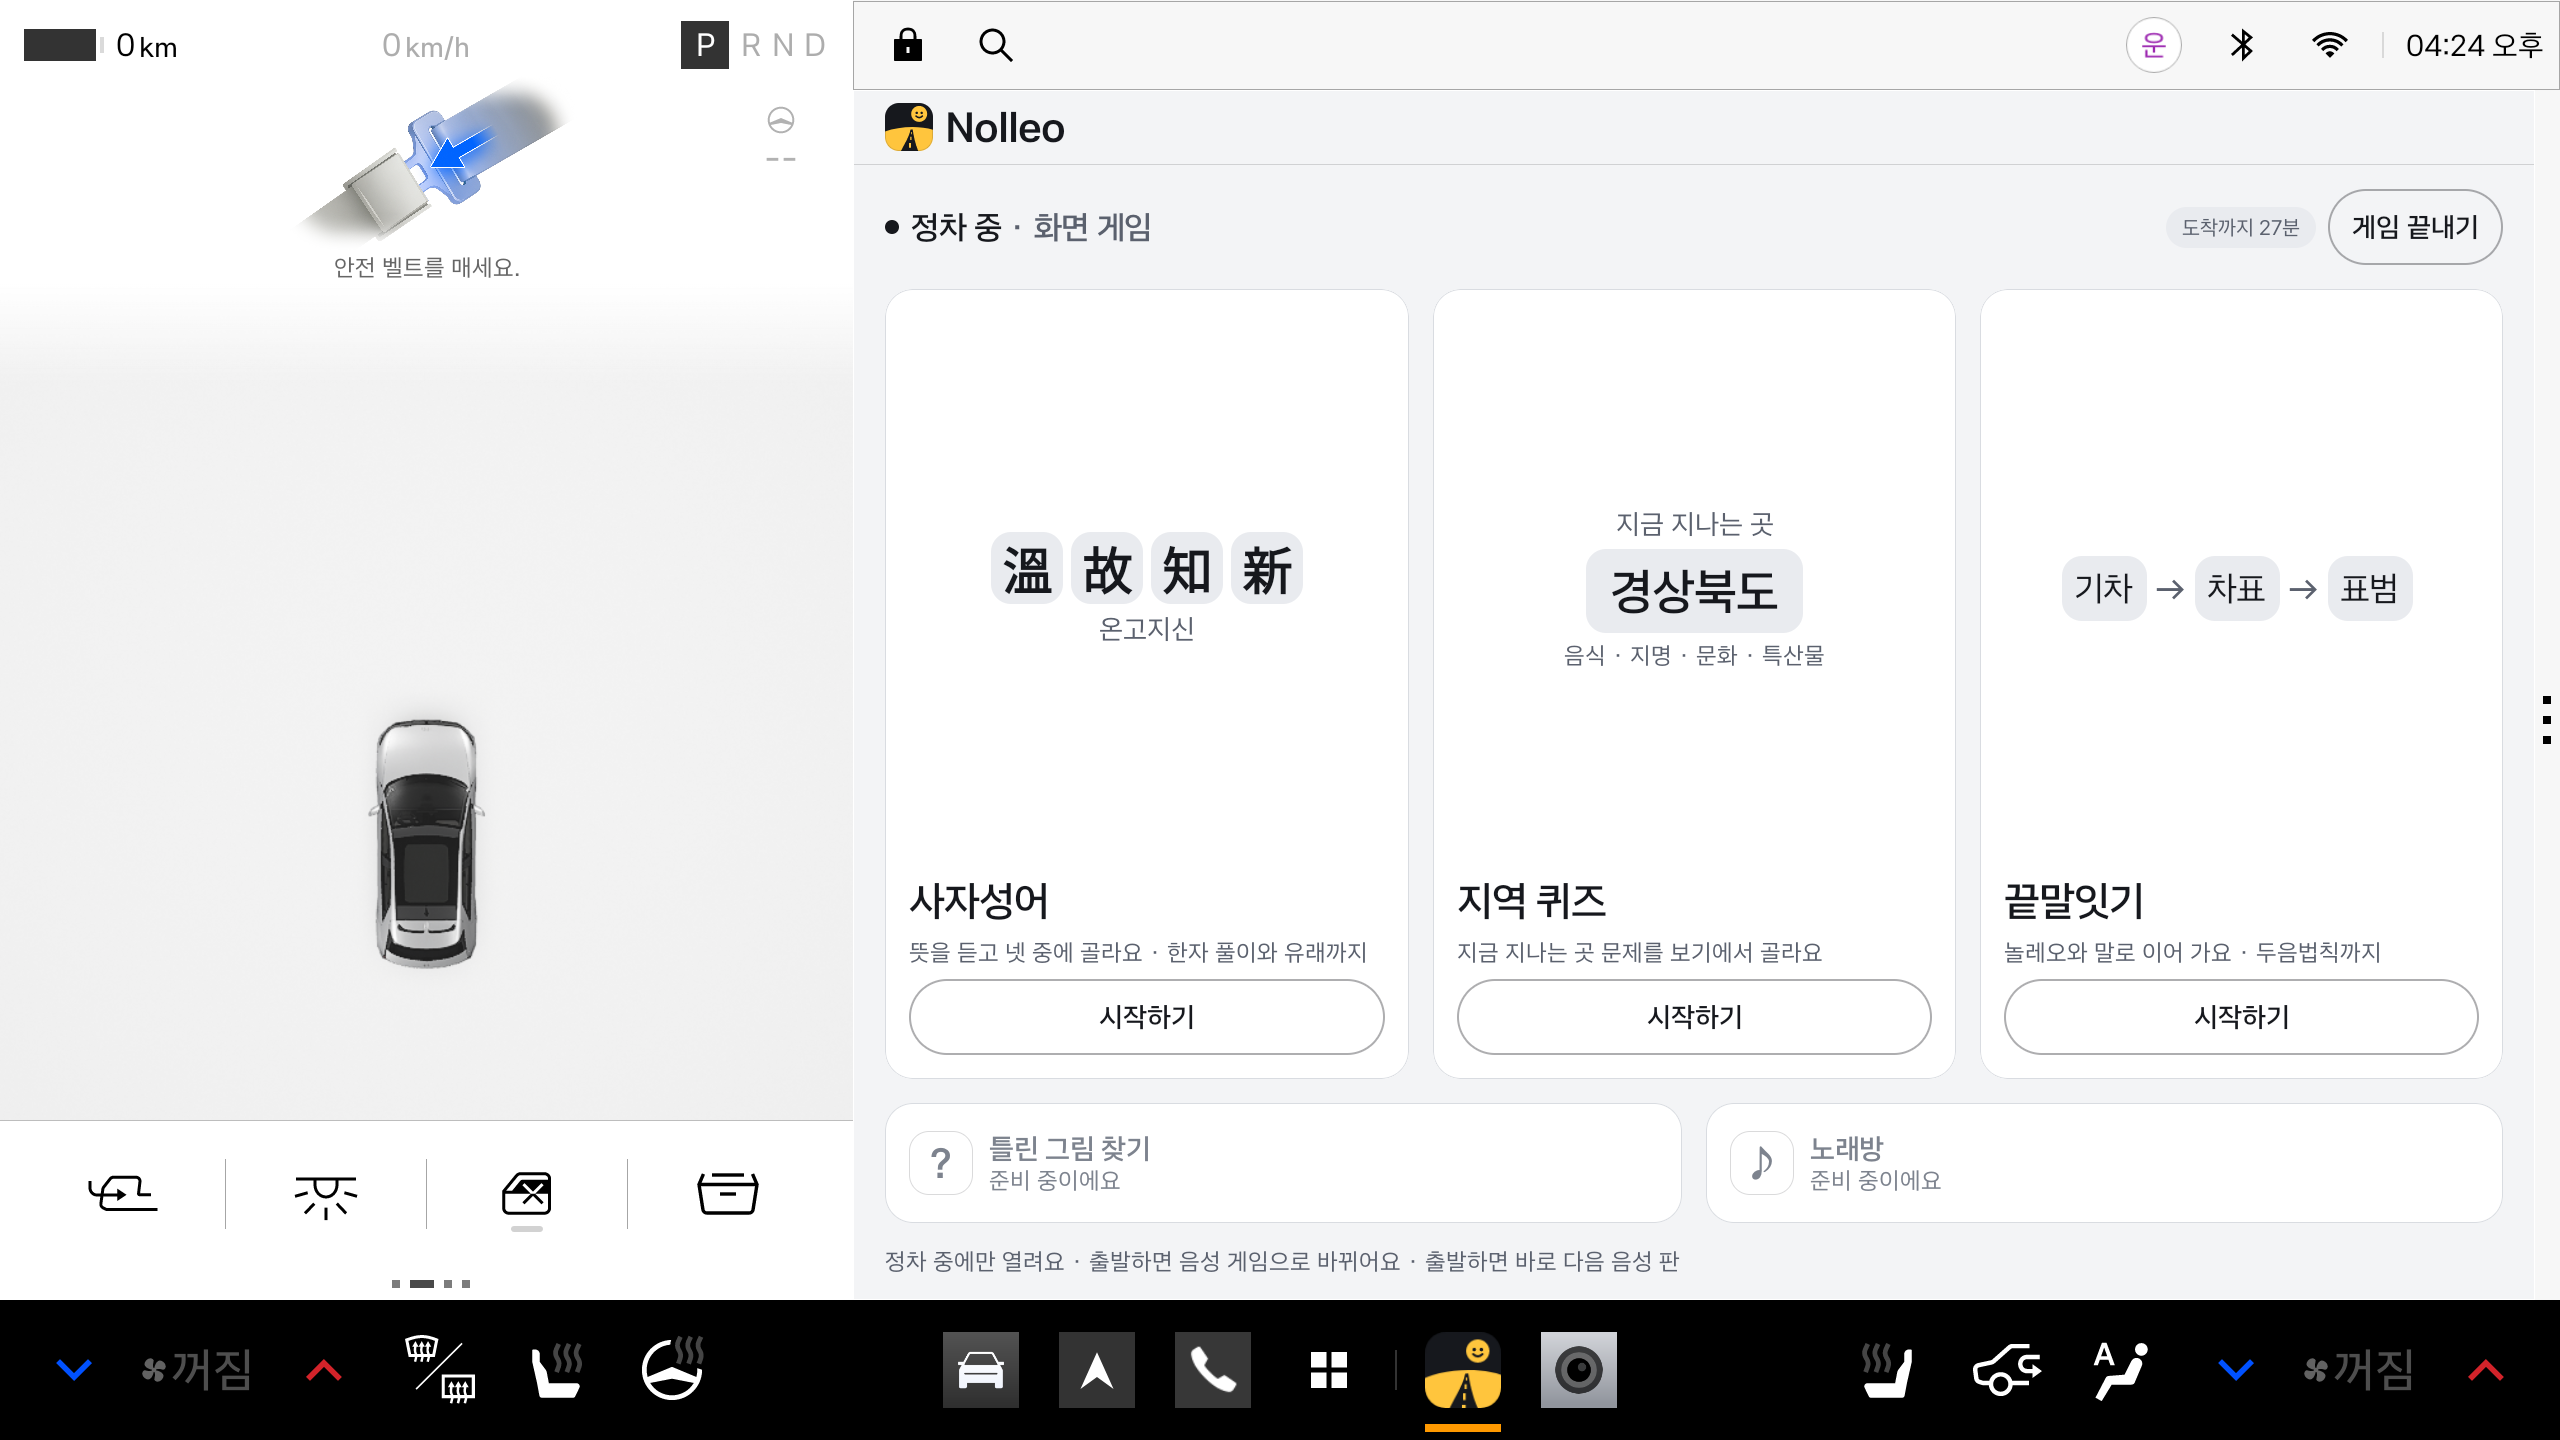 0 km
0 km/h
P R N D
운
04:24 오후
Nolleo
안전 벨트를 매세요.
정차 중 · 화면 게임
도착까지 27분
게임 끝내기
溫故知新
온고지신
사자성어
뜻을 듣고 넷 중에 골라요 · 한자 풀이와 유래까지
시작하기
지금 지나는 곳
경상북도
음식 · 지명 · 문화 · 특산물
지역 퀴즈
지금 지나는 곳 문제를 보기에서 골라요
시작하기
기차 → 차표 → 표범
끝말잇기
놀레오와 말로 이어 가요 · 두음법칙까지
시작하기
?
틀린 그림 찾기
준비 중이에요
노래방
준비 중이에요
정차 중에만 열려요 · 출발하면 음성 게임으로 바뀌어요 · 출발하면 바로 다음 음성 판
꺼짐
A
꺼짐